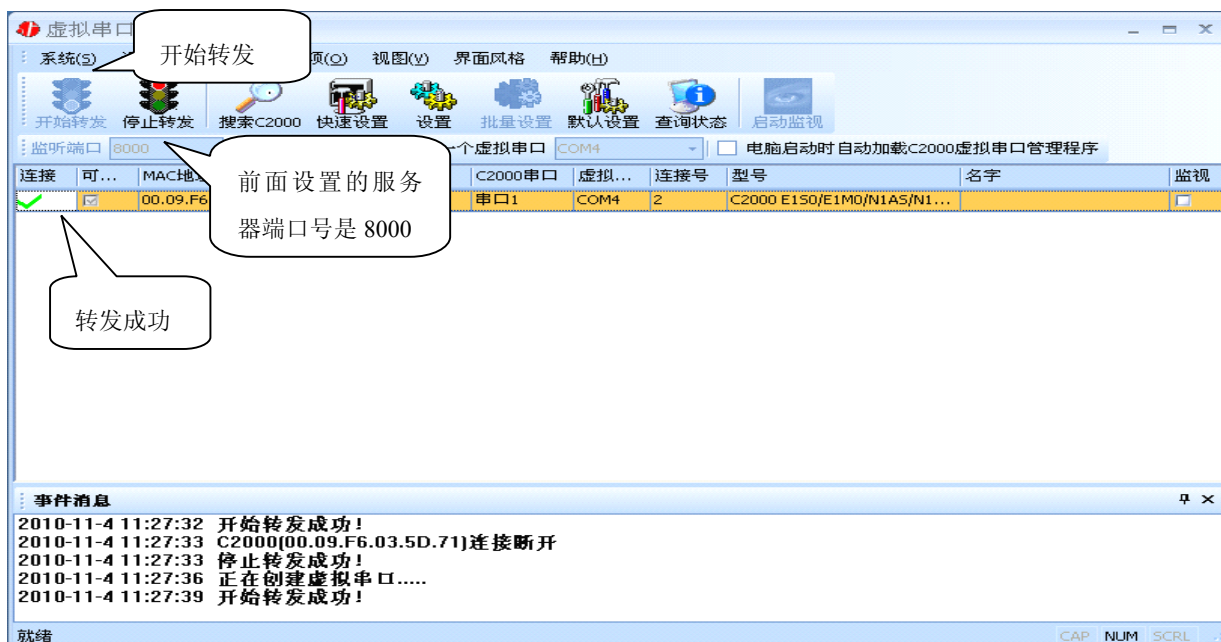 虚拟串口
开始转发
系统(S) 项(O) 视图(V) 界面风格 帮助(H)
开始转发 停止转发 搜索C2000 快速设置 设置 批量设置 默认设置 查询状态 启动监视
监听端口 8000 一个虚拟串口 COM4 电脑启动时自动加载C2000虚拟串口管理程序
连接 可... MAC地 C2000串口 虚拟... 连接号 型号 名字 监视
00.09.F6 串口1 COM4 2 C2000 E1S0/E1M0/N1AS/N1...
前面设置的服务
器端口号是 8000
转发成功
事件消息
2010-11-4 11:27:32 开始转发成功!
2010-11-4 11:27:33 C2000(00.09.F6.03.5D.71)连接断开
2010-11-4 11:27:33 停止转发成功!
2010-11-4 11:27:36 正在创建虚拟串口.....
2010-11-4 11:27:39 开始转发成功!
就绪 CAP NUM SCRL